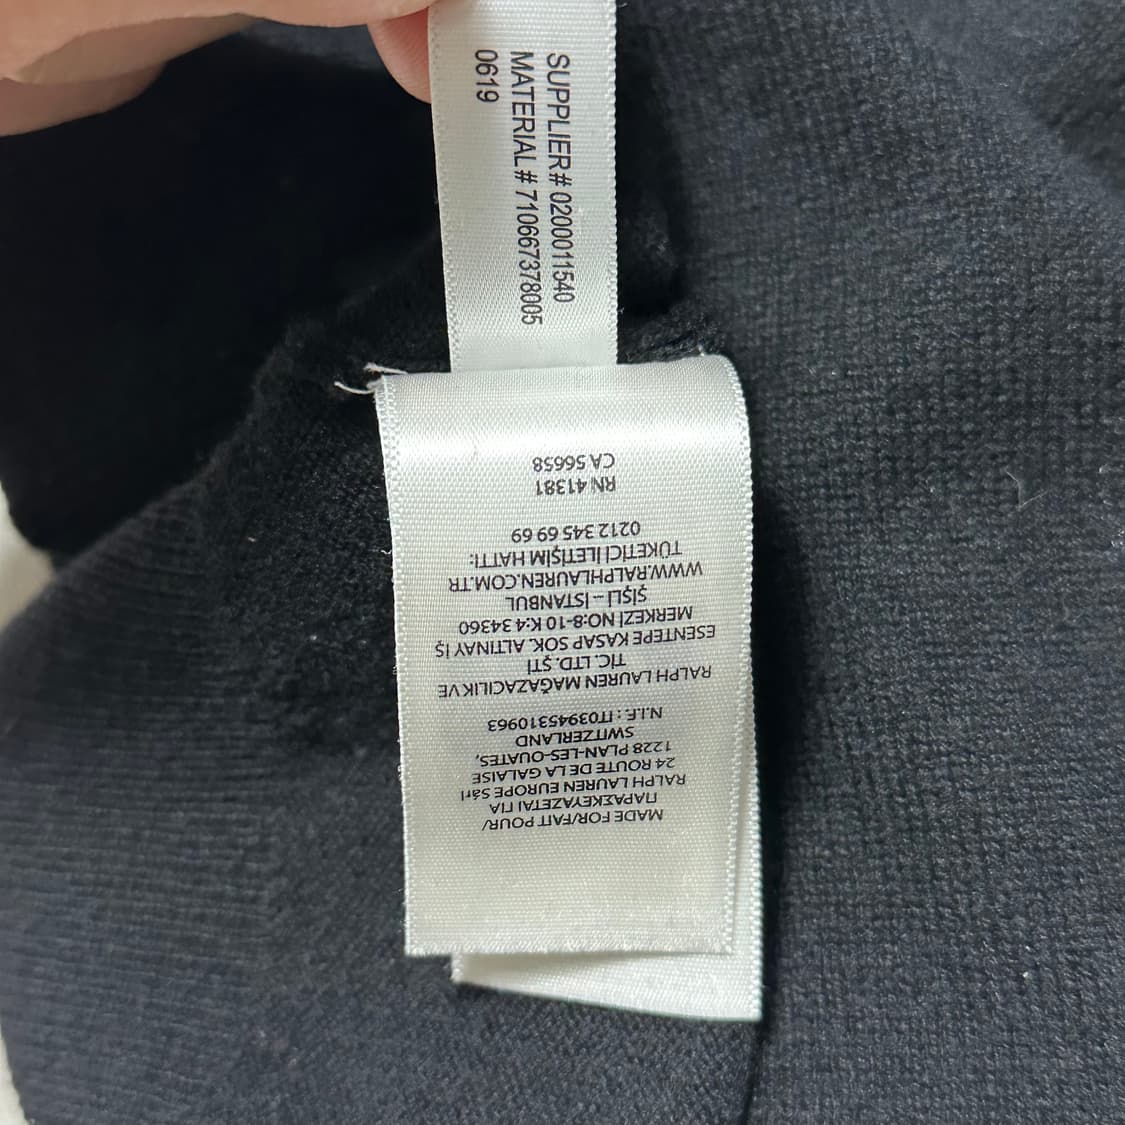 SUPPLIER# 0200011540
MATERIAL# 710667378005
0619
MADE FOR/FAIT POUR/
ΠΑΡΑΣΚΕΥΑΖΕΤΑΙ ΓΙΑ
RALPH LAUREN EUROPE Sárl
24 ROUTE DE LA GALAISE
1228 PLAN-LES-OUATES,
SWITZERLAND
N.I.F.: IT03945310963
RALPH LAUREN MAĞAZACILIK VE
TİC. LTD. ŞTİ
ESENTEPE KASAP SOK. ALTINAY İŞ
MERKEZİ NO:8-10 K:4 34360
ŞİŞLİ - İSTANBUL
WWW.RALPHLAUREN.COM.TR
TÜKETİCİ İLETİŞİM HATTI:
0212 345 69 69
RN 41381
CA 56658